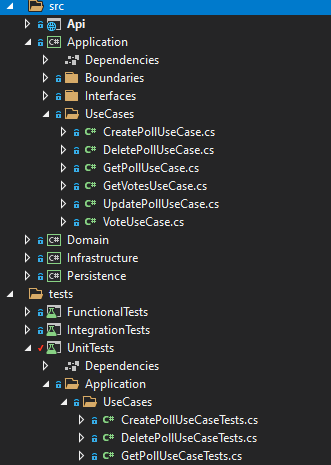 src
Api
C# Application
Dependencies
Boundaries
Interfaces
UseCases
C# CreatePollUseCase.cs
C# DeletePollUseCase.cs
C# GetPollUseCase.cs
C# GetVotesUseCase.cs
C# UpdatePollUseCase.cs
C# VoteUseCase.cs
C# Domain
C# Infrastructure
C# Persistence
tests
FunctionalTests
IntegrationTests
UnitTests
Dependencies
Application
UseCases
C# CreatePollUseCaseTests.cs
C# DeletePollUseCaseTests.cs
C# GetPollUseCaseTests.cs